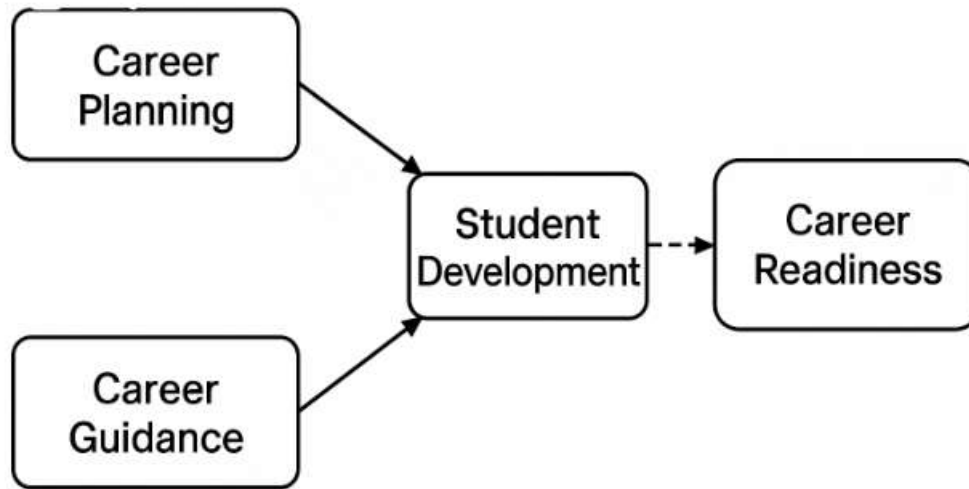 Career
Planning
Student
Development
Career
Readiness
Career
Guidance